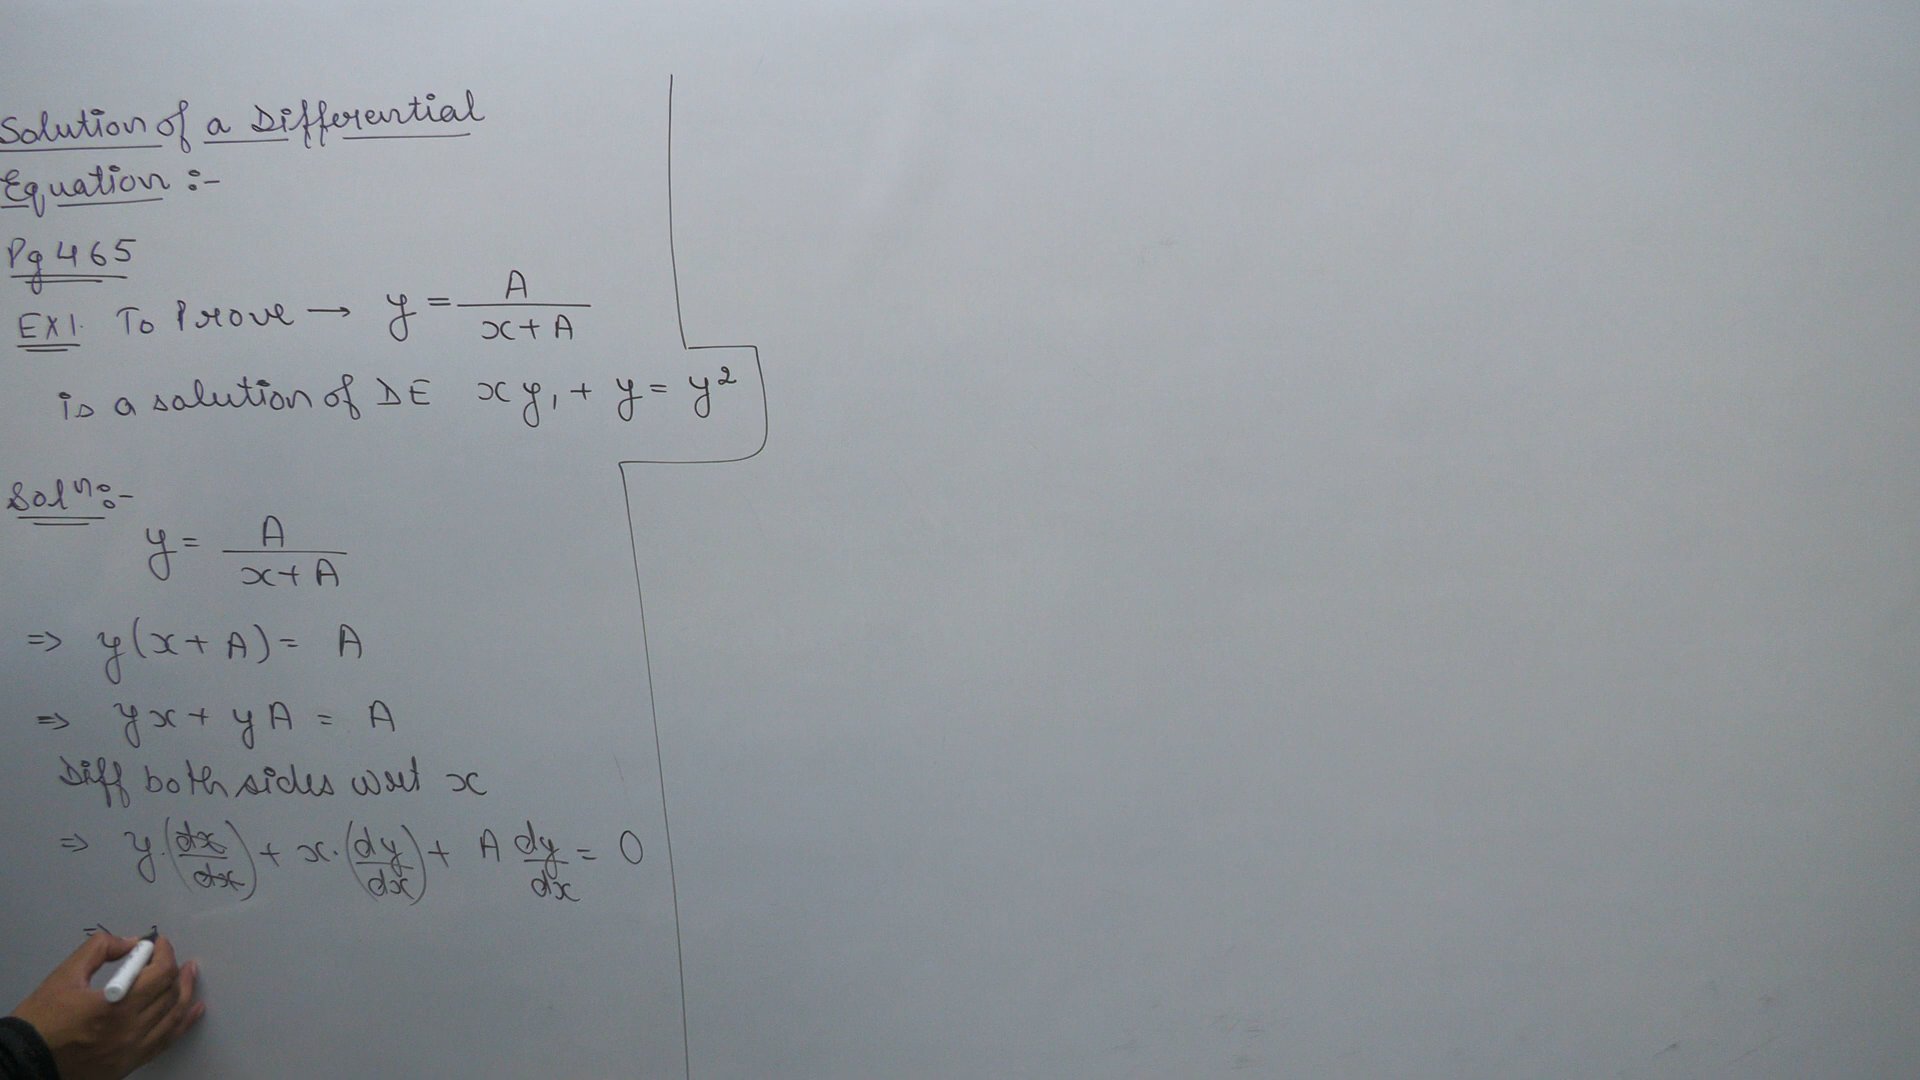 Solution of a Differential
Equation :-
Pg 465
EX1. To Prove → y = A/(x+A)
is a solution of DE xy₁ + y = y²
Solⁿ:-
y = A/(x+A)
⇒ y(x+A) = A
⇒ yx + yA = A
Diff both sides wrt x
⇒ y.(dx/dx) + x.(dy/dx) + A dy/dx = 0
⇒